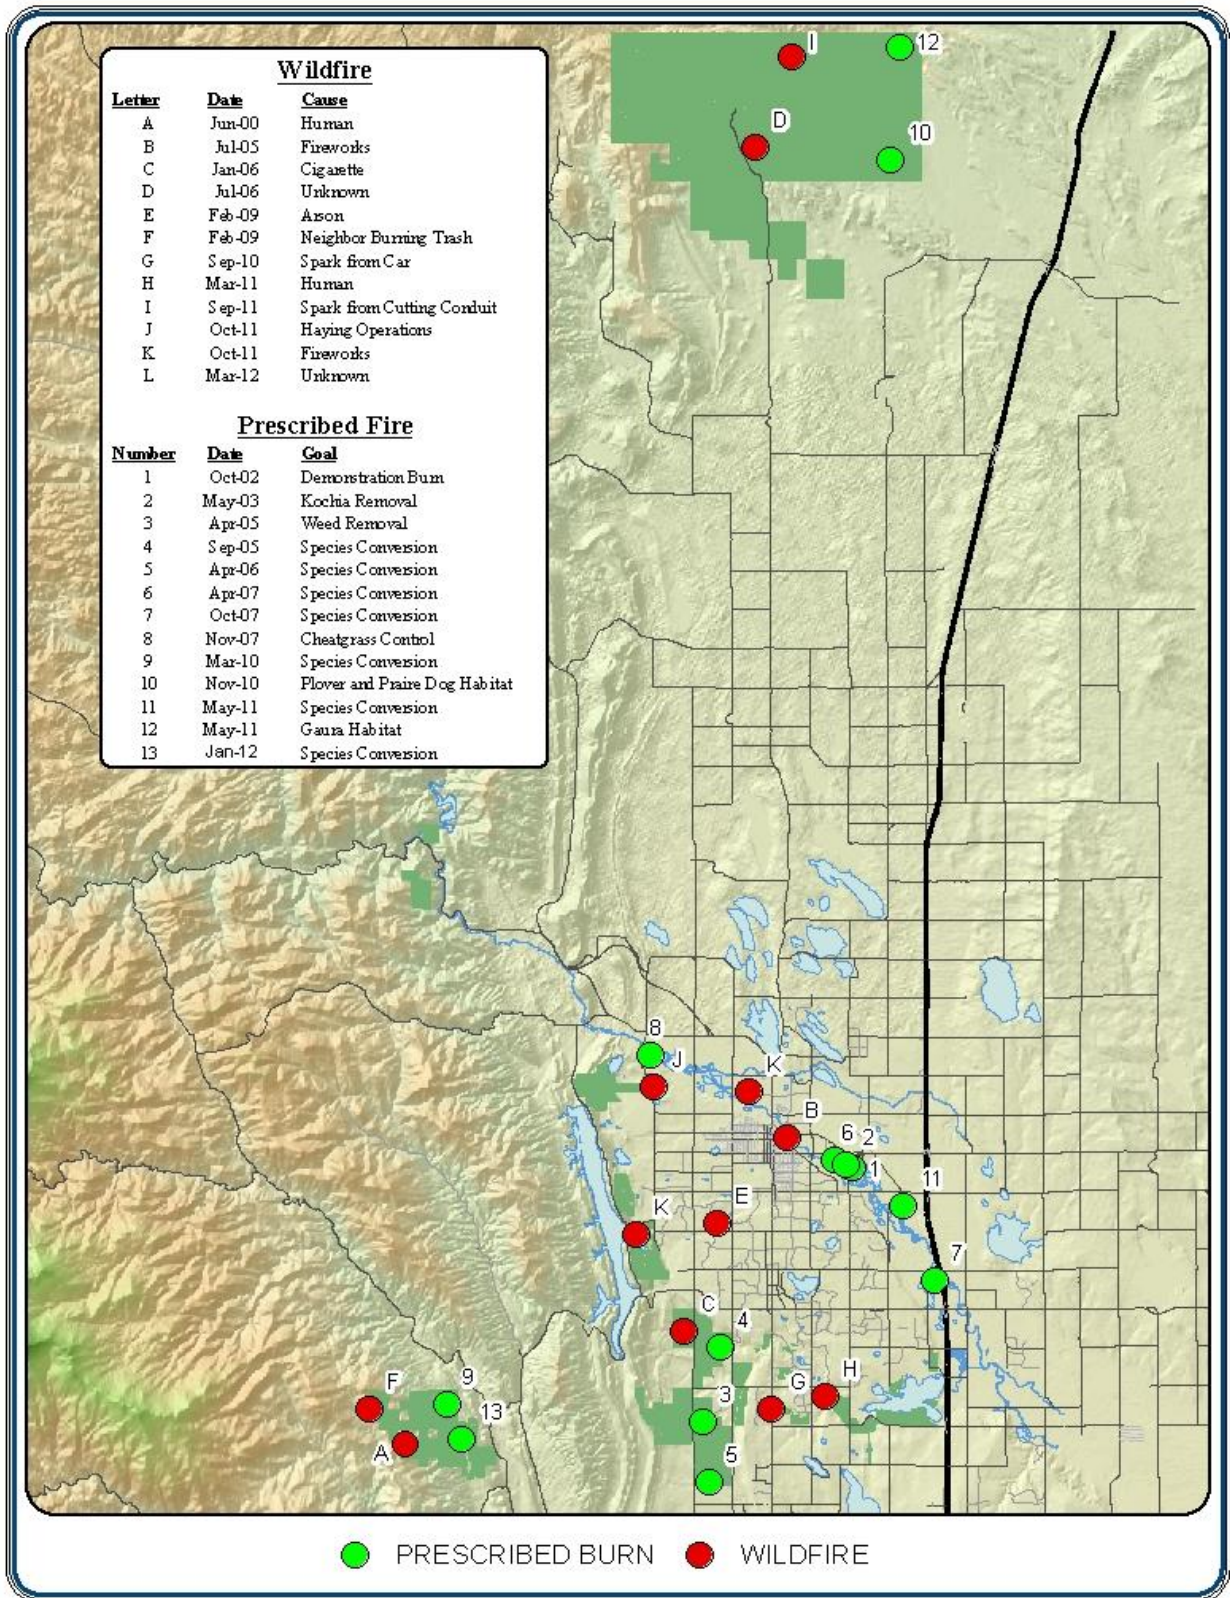 Wildfire
Letter Date Cause
A Jun-00 Human
B Jul-05 Fireworks
C Jan-06 Cigarette
D Jul-06 Unknown
E Feb-09 Arson
F Feb-09 Neighbor Burning Trash
G Sep-10 Spark from Car
H Mar-11 Human
I Sep-11 Spark from Cutting Conduit
J Oct-11 Haying Operations
K Oct-11 Fireworks
L Mar-12 Unknown
Prescribed Fire
Number Date Goal
1 Oct-02 Demonstration Burn
2 May-03 Kochia Removal
3 Apr-05 Weed Removal
4 Sep-05 Species Conversion
5 Apr-06 Species Conversion
6 Apr-07 Species Conversion
7 Oct-07 Species Conversion
8 Nov-07 Cheatgrass Control
9 Mar-10 Species Conversion
10 Nov-10 Plover and Praire Dog Habitat
11 May-11 Species Conversion
12 May-11 Gaura Habitat
13 Jan-12 Species Conversion
I
12
D
10
8
J
K
B
6
2
1
11
K
E
7
C
4
F
9
3
G
H
13
A
5
PRESCRIBED BURN WILDFIRE